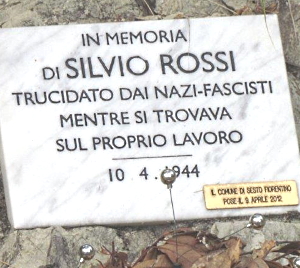 IN MEMORIA
DI SILVIO ROSSI
TRUCIDATO DAI NAZI-FASCISTI
MENTRE SI TROVAVA
SUL PROPRIO LAVORO
10 4 1944
IL COMUNE DI SESTO FIORENTINO
POSE IL 9 APRILE 2012